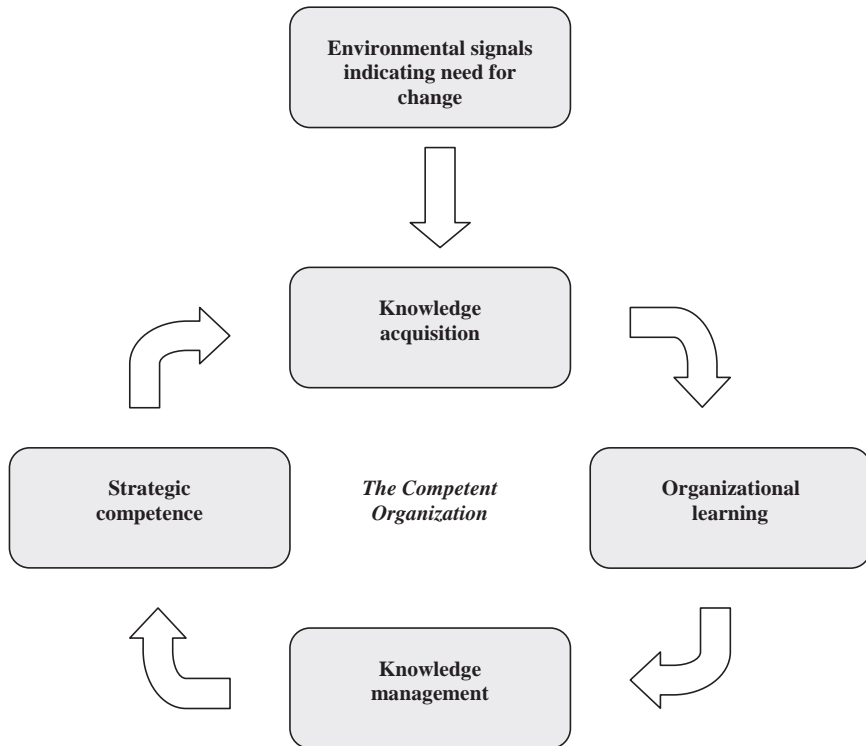 Environmental signals
indicating need for
change
Knowledge
acquisition
Strategic
competence
The Competent
Organization
Organizational
learning
Knowledge
management